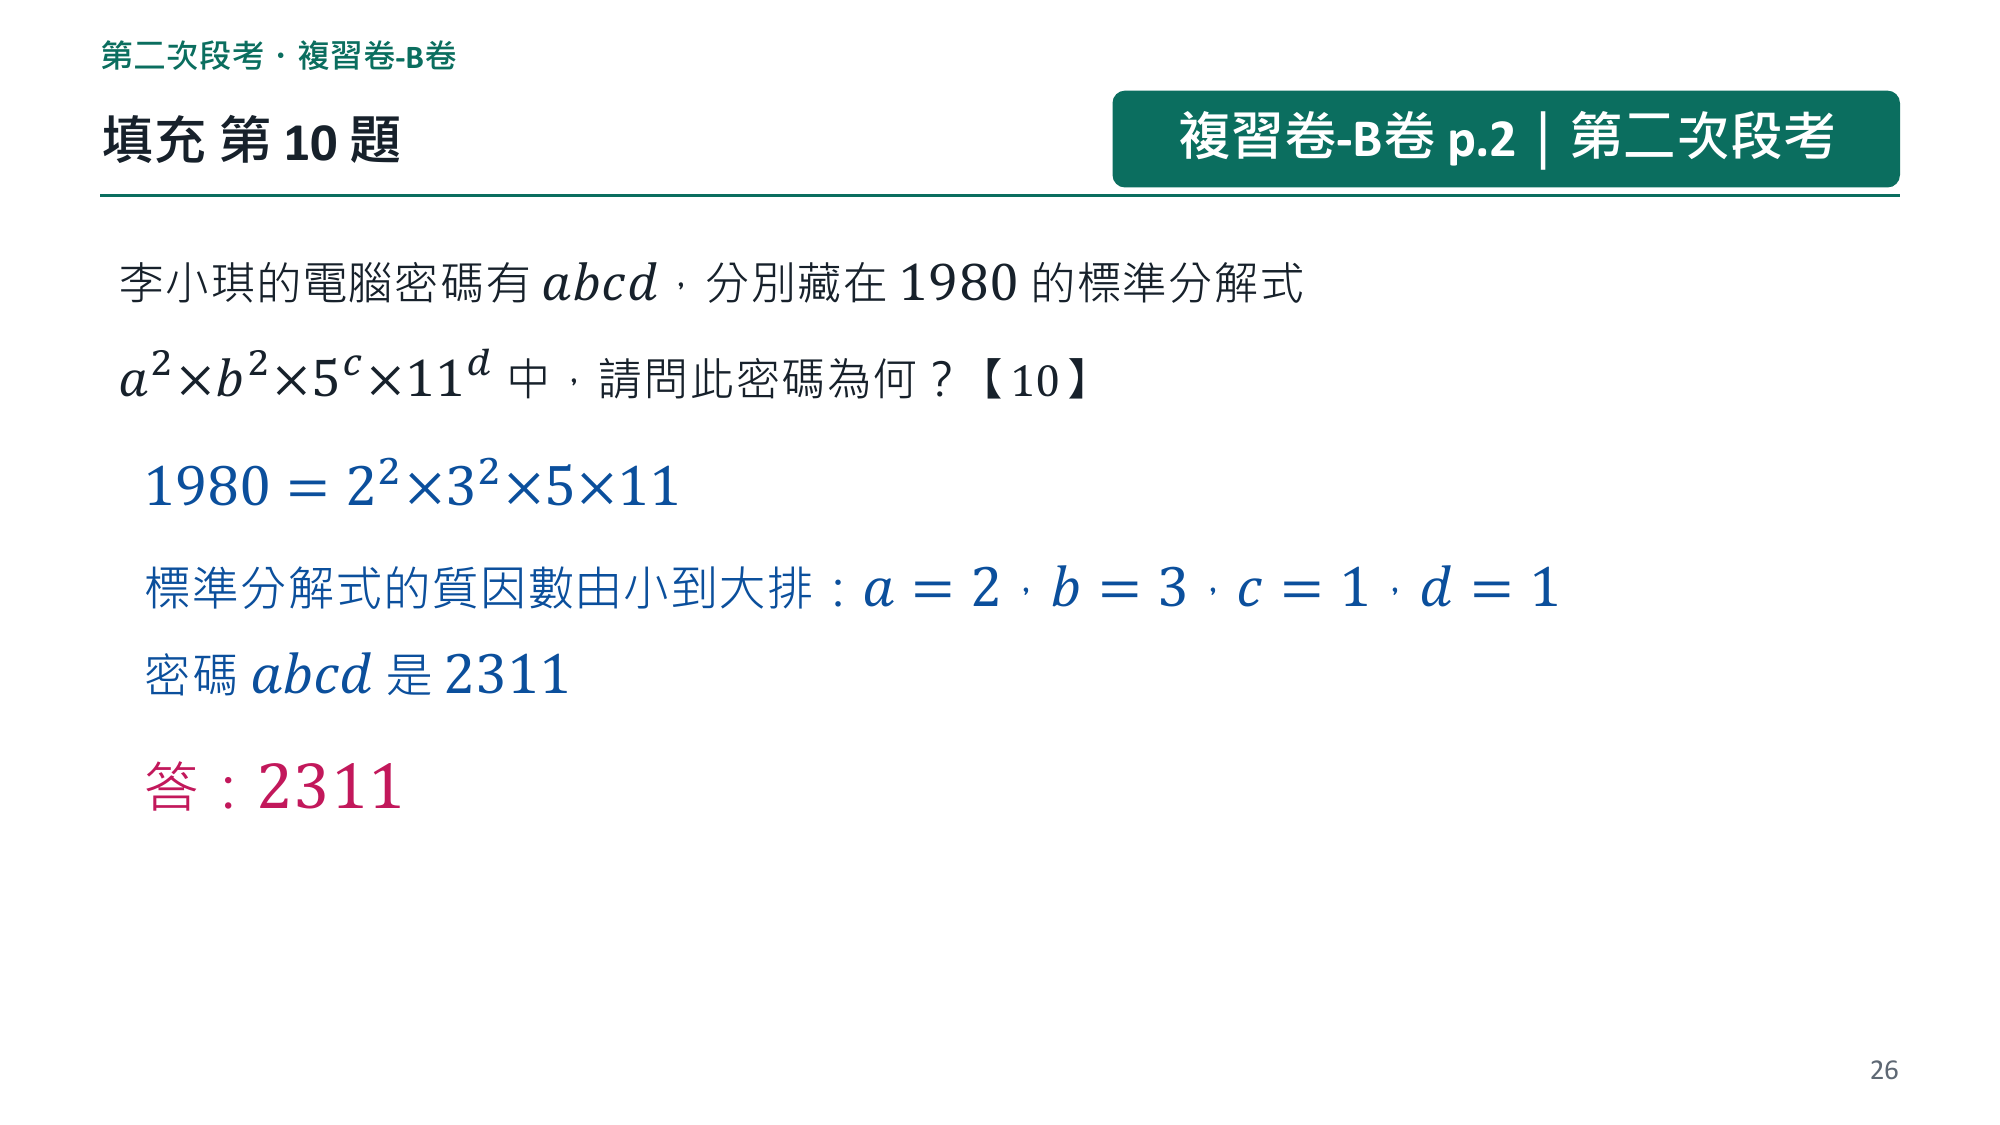 第二次段考・複習卷-B卷
填充 第 10 題
複習卷-B卷 p.2｜第二次段考
李小琪的電腦密碼有 abcd，分別藏在 1980 的標準分解式
a²×b²×5ᶜ×11ᵈ 中，請問此密碼為何？【10】
1980 = 2²×3²×5×11
標準分解式的質因數由小到大排：a = 2，b = 3，c = 1，d = 1
密碼 abcd 是 2311
答：2311
26